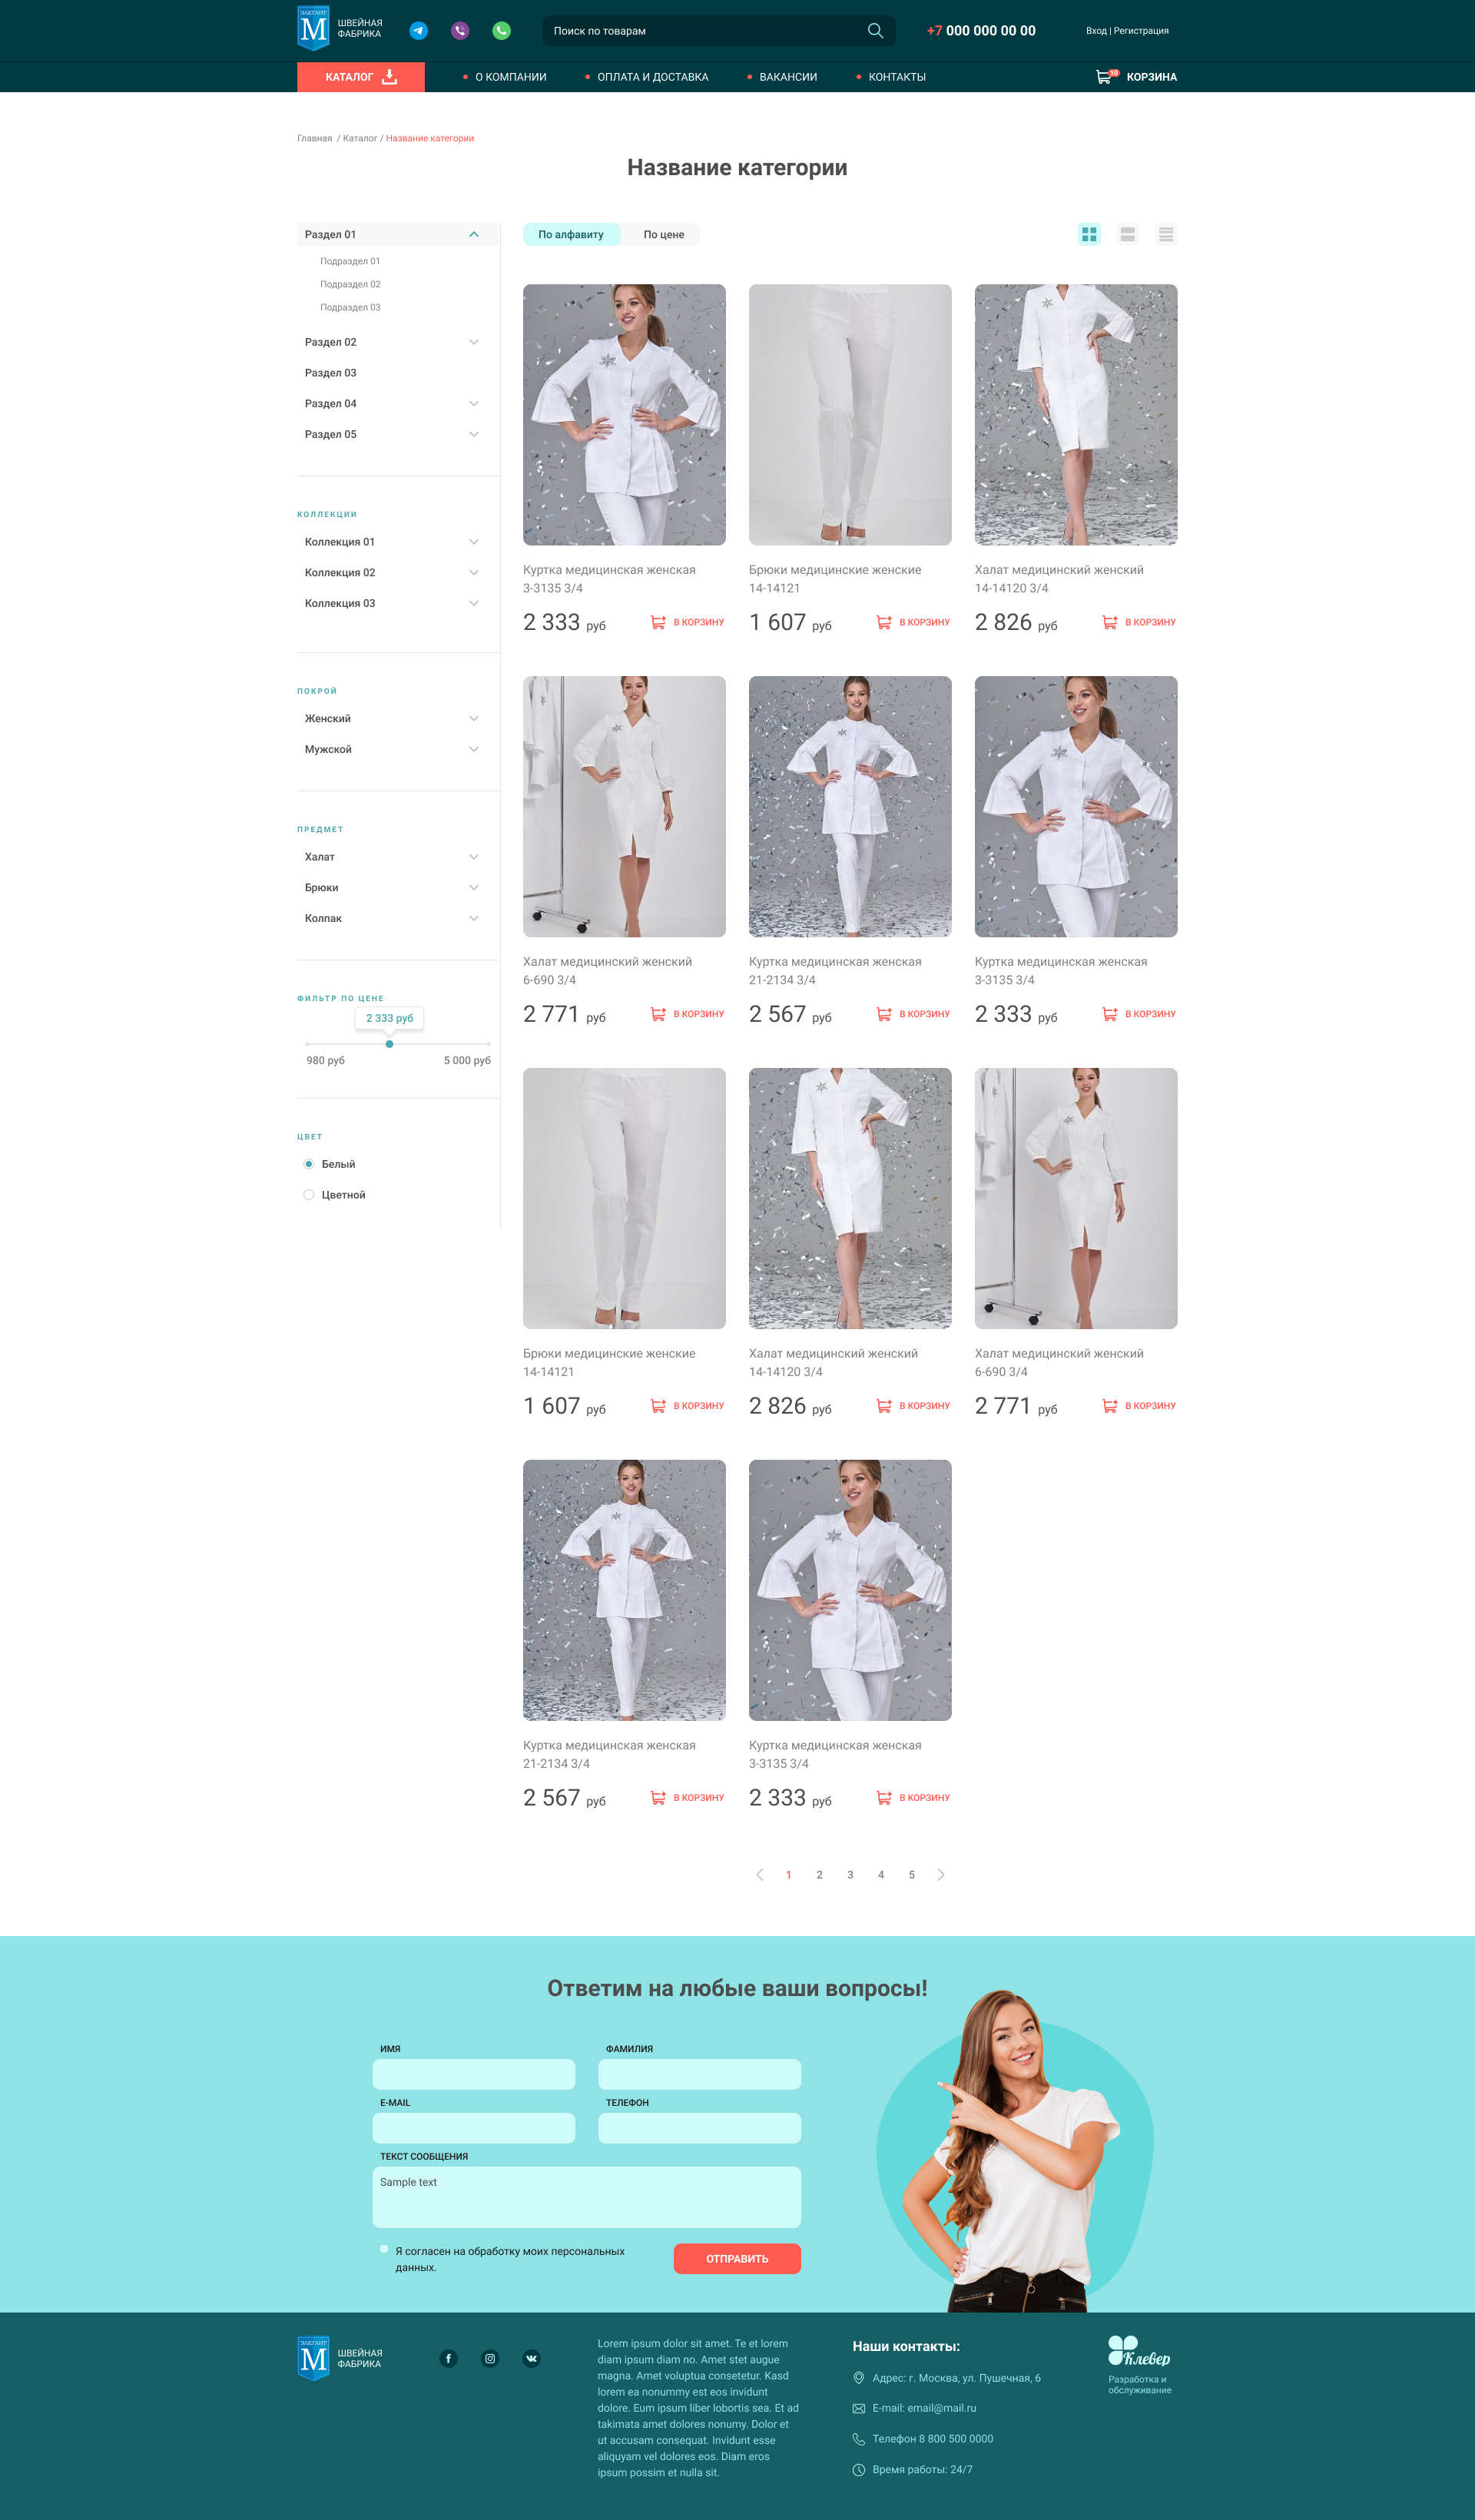 ЭЛЕГАНТ
М
ШВЕЙНАЯ
ФАБРИКА
Поиск по товарам
+7 000 000 00 00
Вход | Регистрация
КАТАЛОГ
О КОМПАНИИ
ОПЛАТА И ДОСТАВКА
ВАКАНСИИ
КОНТАКТЫ
10
КОРЗИНА
Главная / Каталог / Название категории
Название категории
Раздел 01
Подраздел 01
Подраздел 02
Подраздел 03
Раздел 02
Раздел 03
Раздел 04
Раздел 05
КОЛЛЕКЦИИ
Коллекция 01
Коллекция 02
Коллекция 03
ПОКРОЙ
Женский
Мужской
ПРЕДМЕТ
Халат
Брюки
Колпак
ФИЛЬТР ПО ЦЕНЕ
2 333 руб
980 руб
5 000 руб
ЦВЕТ
Белый
Цветной
По алфавиту
По цене
Куртка медицинская женская
3-3135 3/4
2 333 руб
В КОРЗИНУ
Брюки медицинские женские
14-14121
1 607 руб
В КОРЗИНУ
Халат медицинский женский
14-14120 3/4
2 826 руб
В КОРЗИНУ
Халат медицинский женский
6-690 3/4
2 771 руб
В КОРЗИНУ
Куртка медицинская женская
21-2134 3/4
2 567 руб
В КОРЗИНУ
Куртка медицинская женская
3-3135 3/4
2 333 руб
В КОРЗИНУ
Брюки медицинские женские
14-14121
1 607 руб
В КОРЗИНУ
Халат медицинский женский
14-14120 3/4
2 826 руб
В КОРЗИНУ
Халат медицинский женский
6-690 3/4
2 771 руб
В КОРЗИНУ
Куртка медицинская женская
21-2134 3/4
2 567 руб
В КОРЗИНУ
Куртка медицинская женская
3-3135 3/4
2 333 руб
В КОРЗИНУ
1 2 3 4 5
Ответим на любые ваши вопросы!
ИМЯ
ФАМИЛИЯ
E-MAIL
ТЕЛЕФОН
ТЕКСТ СООБЩЕНИЯ
Sample text
Я согласен на обработку моих персональных
данных.
ОТПРАВИТЬ
ЭЛЕГАНТ
М
ШВЕЙНАЯ
ФАБРИКА
Lorem ipsum dolor sit amet. Te et lorem
diam ipsum diam no. Amet stet augue
magna. Amet voluptua consetetur. Kasd
lorem ea nonummy est eos invidunt
dolore. Eum ipsum liber lobortis sea. Et ad
takimata amet dolores nonumy. Dolor et
ut accusam consequat. Invidunt esse
aliquyam vel dolores eos. Diam eros
ipsum possim et nulla sit.
Наши контакты:
Адрес: г. Москва, ул. Пушечная, 6
E-mail: email@mail.ru
Телефон 8 800 500 0000
Время работы: 24/7
Клевер
Разработка и
обслуживание